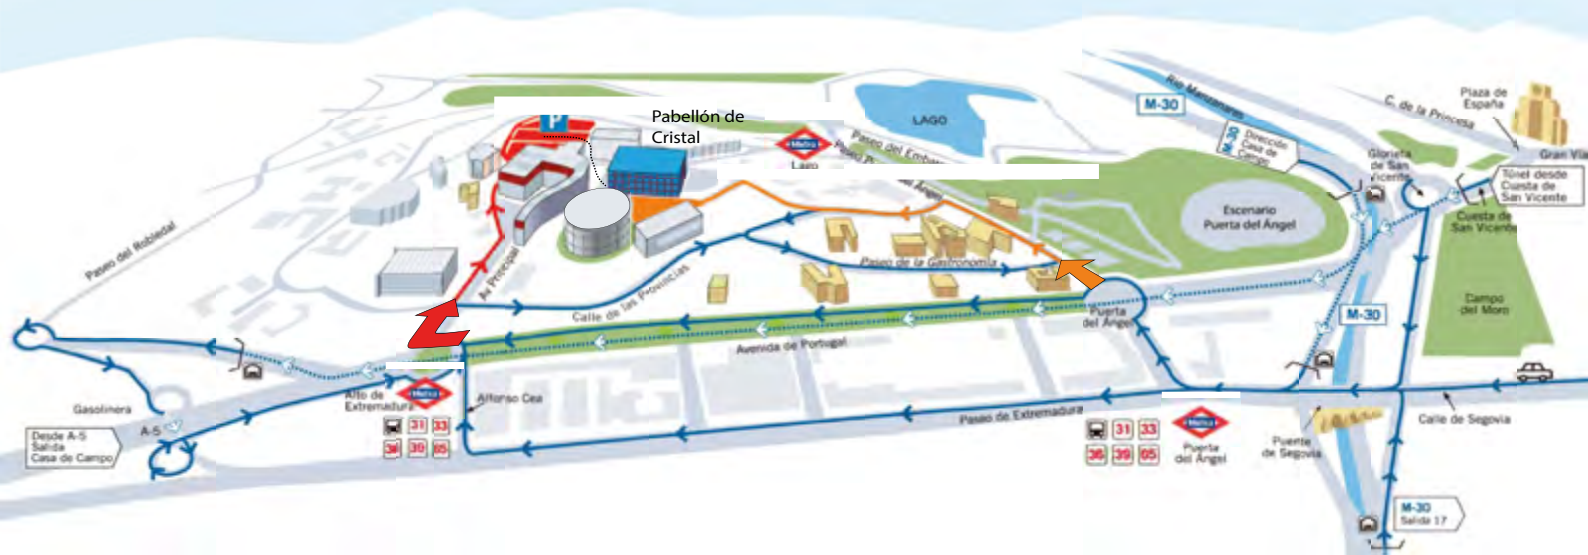 Pabellón de
Cristal
P
Metro
Lago
LAGO
Paseo del
Ángel
Río Manzanares
M-30
M-30
Dirección
Casa de
Campo
C. de la Princesa
Plaza de
España
Gran Vía
Glorieta
de San
Vicente
Túnel desde
Cuesta de
San Vicente
Cuesta de
San Vicente
Escenario
Puerta del Ángel
Paseo del Robledal
Av Principal
Calle de las Provincias
Paseo de la Gastronomía
Campo
del Moro
M-30
Puerta
del Ángel
Avenida de Portugal
Gasolinera
A-5
Desde A-5
Salida
Casa de Campo
Alto de
Extremadura
Metro
31 33
36 39 65
Alfonso Cea
Paseo de Extremadura
31 33
36 39 65
Metro
Puerta
del Ángel
Puente
de Segovia
Calle de Segovia
M-30
Salida 17